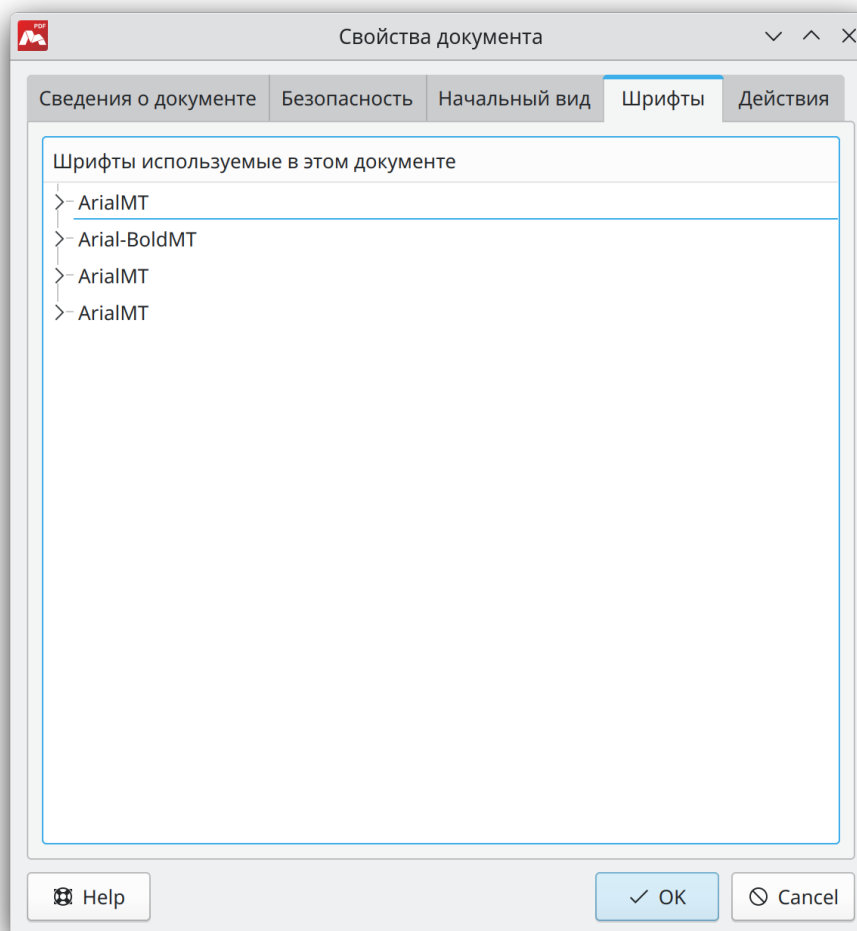 PDF
Свойства документа
Сведения о документе Безопасность Начальный вид Шрифты Действия
Шрифты используемые в этом документе
ArialMT
Arial-BoldMT
ArialMT
ArialMT
Help OK Cancel